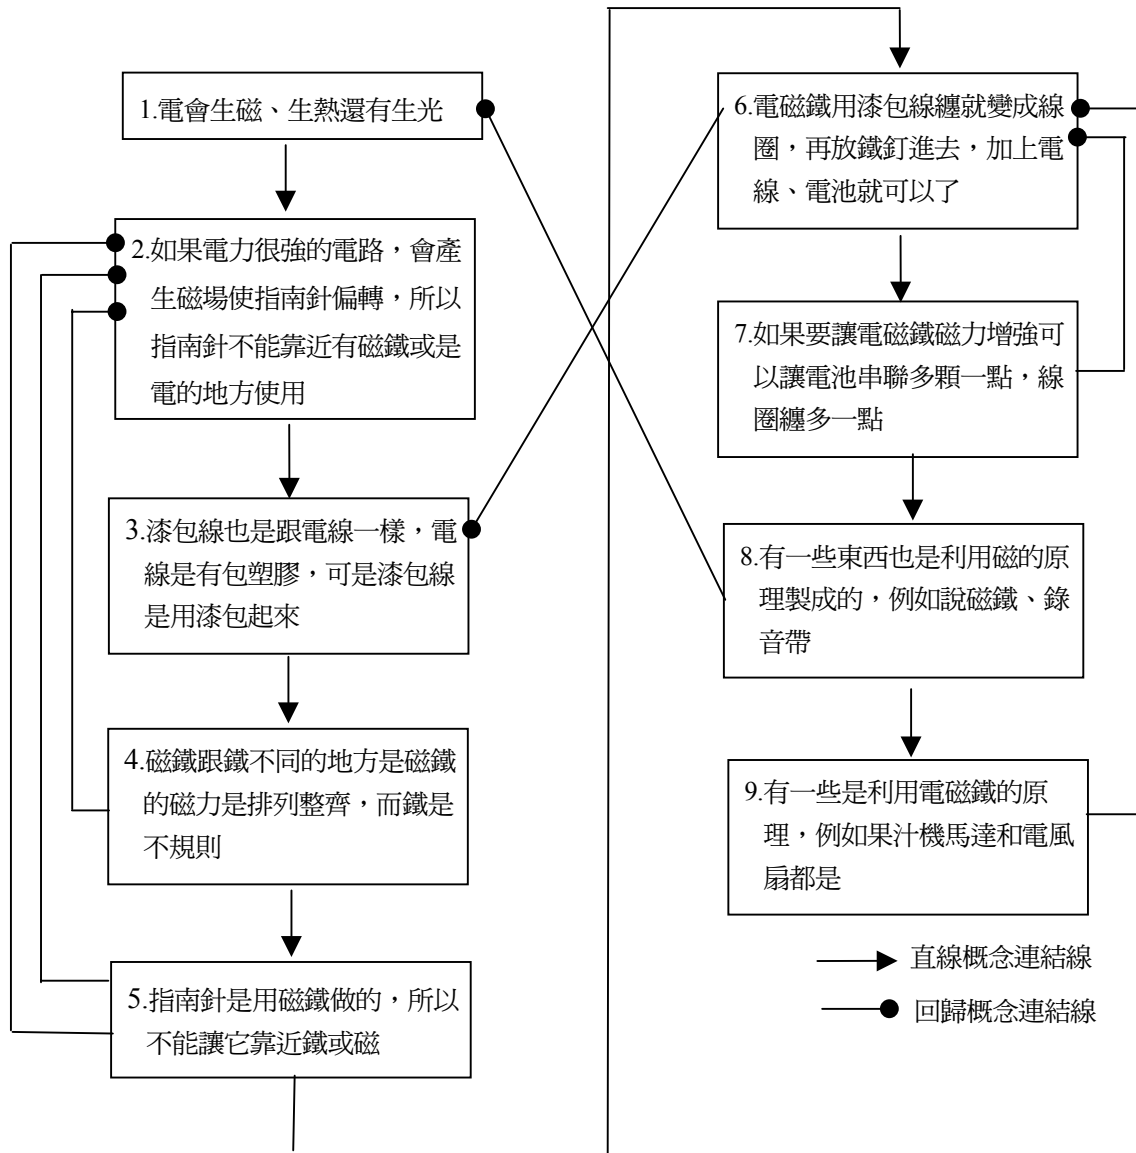 1.電會生磁、生熱還有生光
2.如果電力很強的電路，會產
生磁場使指南針偏轉，所以
指南針不能靠近有磁鐵或是
電的地方使用
3.漆包線也是跟電線一樣，電
線是有包塑膠，可是漆包線
是用漆包起來
4.磁鐵跟鐵不同的地方是磁鐵
的磁力是排列整齊，而鐵是
不規則
5.指南針是用磁鐵做的，所以
不能讓它靠近鐵或磁
6.電磁鐵用漆包線纏就變成線
圈，再放鐵釘進去，加上電
線、電池就可以了
7.如果要讓電磁鐵磁力增強可
以讓電池串聯多顆一點，線
圈纏多一點
8.有一些東西也是利用磁的原
理製成的，例如說磁鐵、錄
音帶
9.有一些是利用電磁鐵的原
理，例如果汁機馬達和電風
扇都是
直線概念連結線
回歸概念連結線